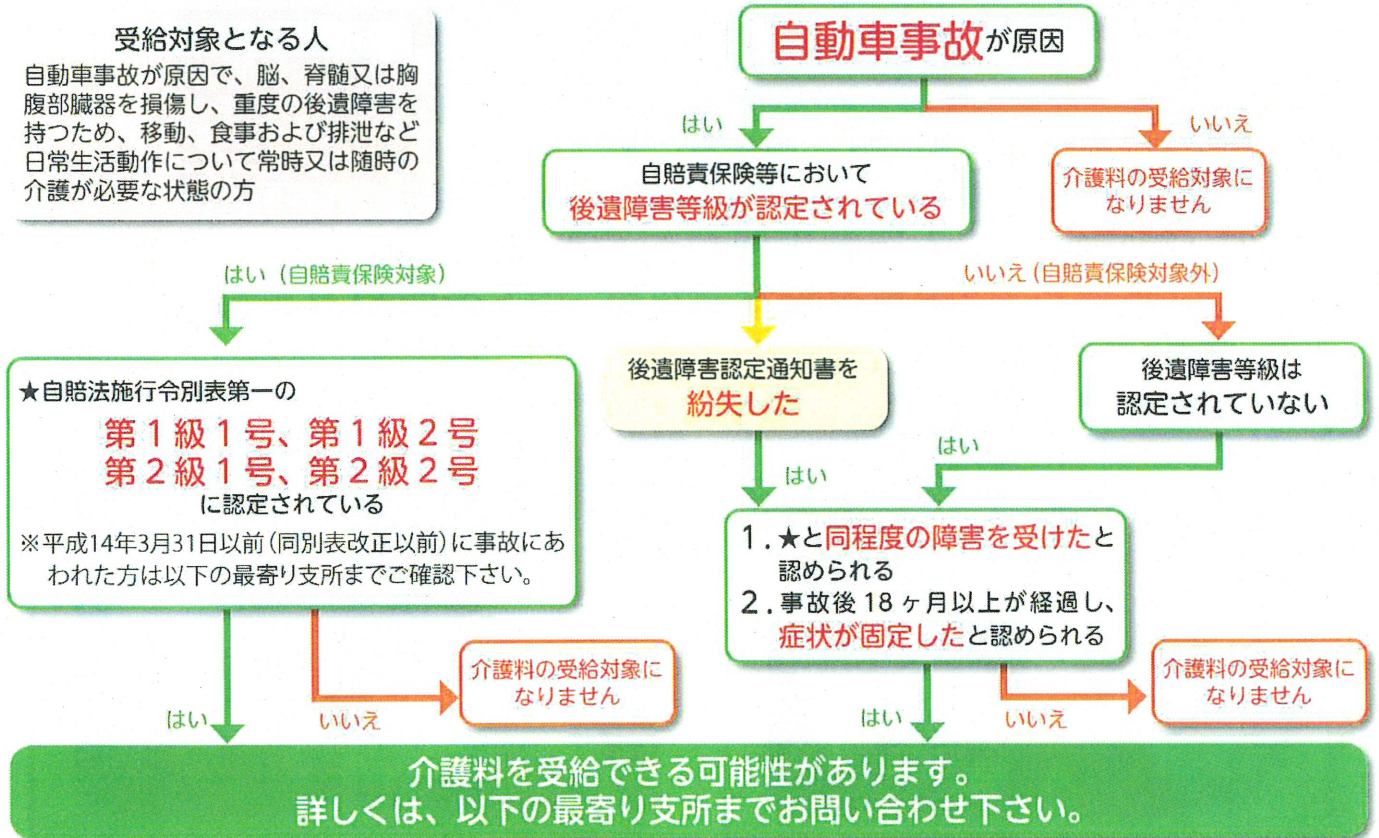 受給対象となる人
自動車事故が原因で、脳、脊髄又は胸
腹部臓器を損傷し、重度の後遺障害を
持つため、移動、食事および排泄など
日常生活動作について常時又は随時の
介護が必要な状態の方
自動車事故が原因
はい
いいえ
自賠責保険等において
後遺障害等級が認定されている
介護料の受給対象に
なりません
はい（自賠責保険対象）
いいえ（自賠責保険対象外）
★自賠法施行令別表第一の
第1級1号、第1級2号
第2級1号、第2級2号
に認定されている
※平成14年3月31日以前（同別表改正以前）に事故にあ
われた方は以下の最寄り支所までご確認下さい。
後遺障害認定通知書を
紛失した
後遺障害等級は
認定されていない
はい
はい
1．★と同程度の障害を受けたと
認められる
2．事故後18ヶ月以上が経過し、
症状が固定したと認められる
はい
いいえ
介護料の受給対象に
なりません
はい
いいえ
介護料の受給対象に
なりません
介護料を受給できる可能性があります。
詳しくは、以下の最寄り支所までお問い合わせ下さい。